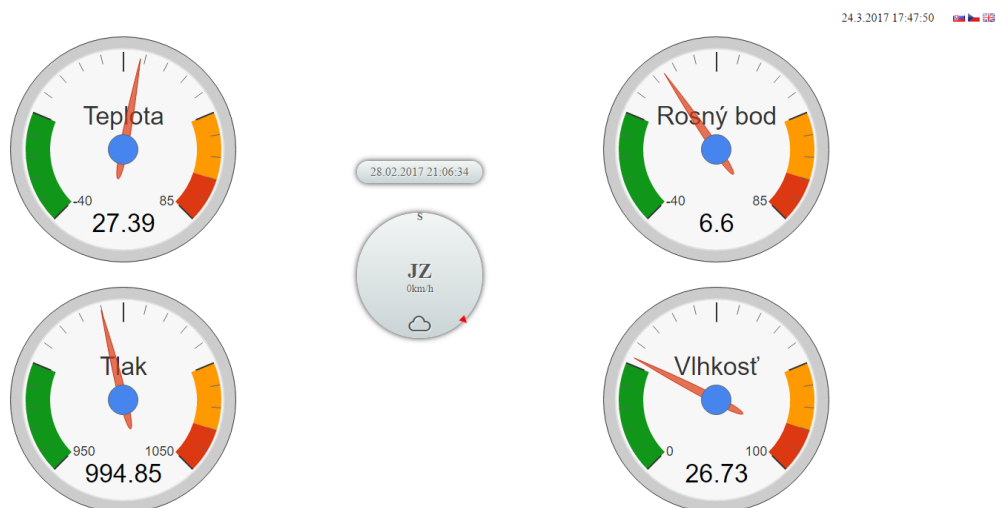 24.3.2017 17:47:50
Teplota
-40
85
27.39
Rosný bod
-40
85
6.6
28.02.2017 21:06:34
S
JZ
0km/h
Tlak
950
1050
994.85
Vlhkosť
0
100
26.73